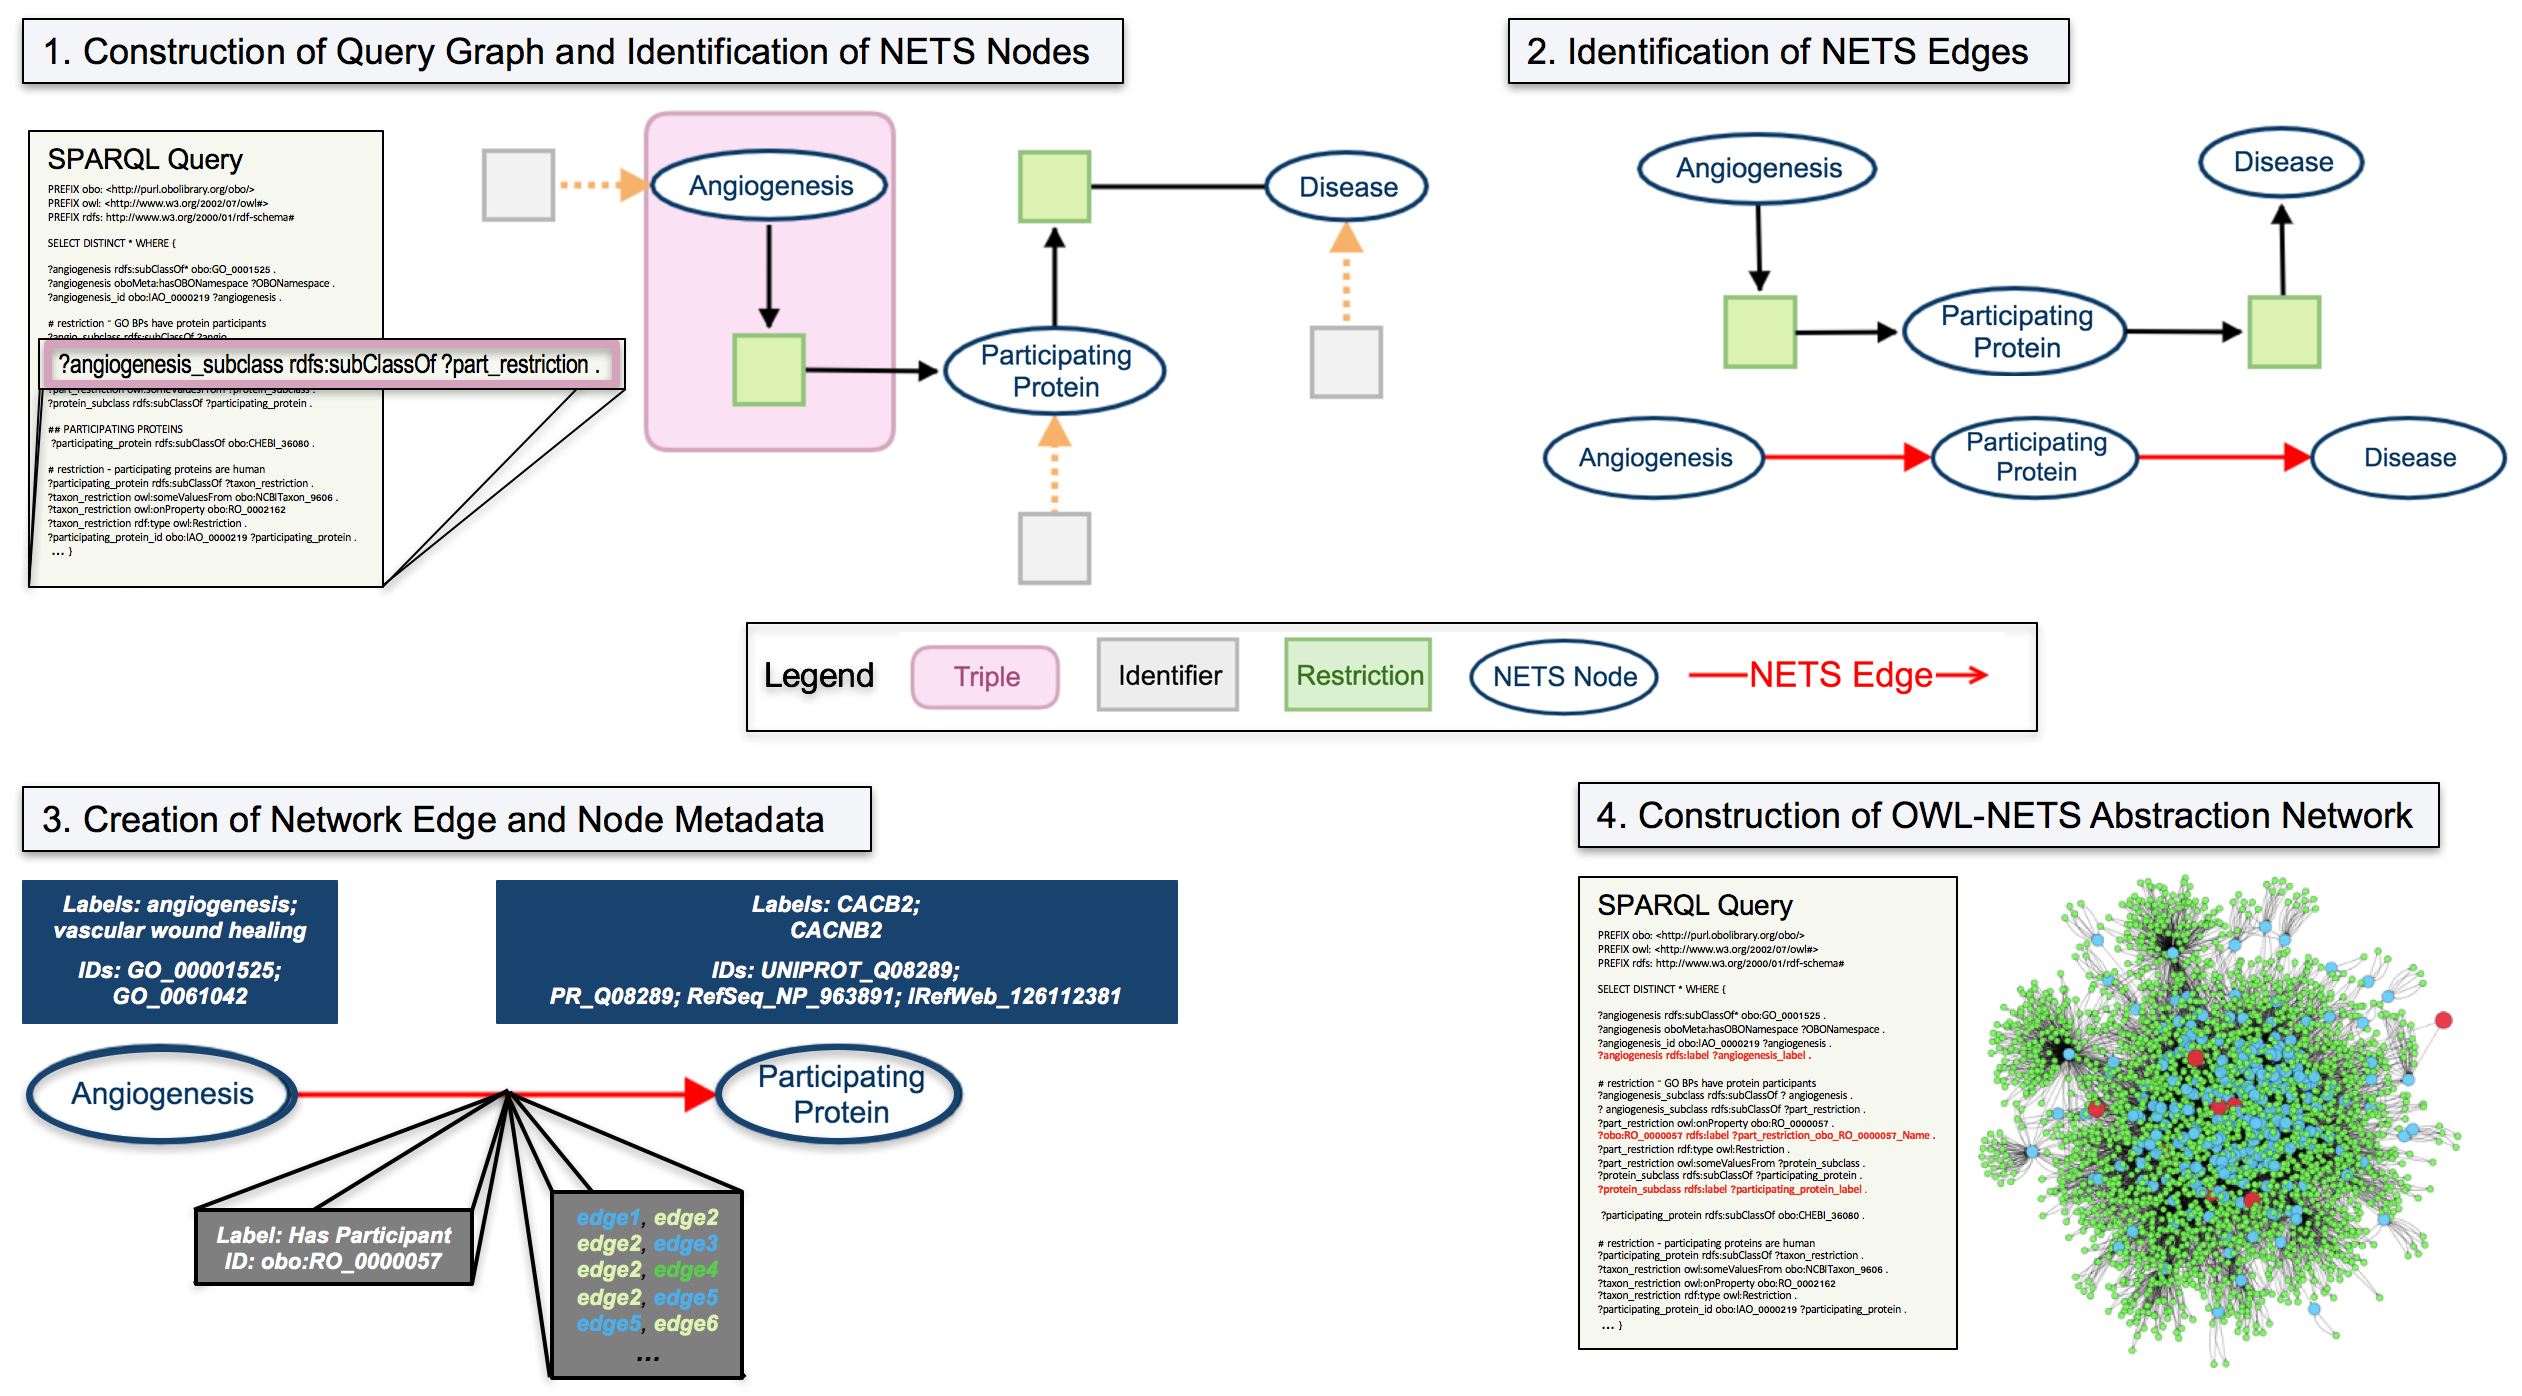 1. Construction of Query Graph and Identification of NETS Nodes
SPARQL Query
PREFIX obo: <http://purl.obolibrary.org/obo/>
PREFIX owl: <http://www.w3.org/2002/07/owl#>
PREFIX rdfs: http://www.w3.org/2000/01/rdf-schema#
SELECT DISTINCT * WHERE {
?angiogenesis rdfs:subClassOf* obo:GO_0001525 .
?angiogenesis oboMeta:hasOBONamespace ?OBONamespace .
?angiogenesis_id obo:IAO_0000219 ?angiogenesis .
# restriction - GO BPs have protein participants
?angio_subclass rdfs:subClassOf ?angio
?angiogenesis_subclass rdfs:subClassOf ?part_restriction .
?part_restriction owl:someValuesFrom ?protein_subclass .
?protein_subclass rdfs:subClassOf ?participating_protein .
## PARTICIPATING PROTEINS
?participating_protein rdfs:subClassOf obo:CHEBI_36080 .
# restriction - participating proteins are human
?participating_protein rdfs:subClassOf ?taxon_restriction .
?taxon_restriction owl:someValuesFrom obo:NCBITaxon_9606 .
?taxon_restriction owl:onProperty obo:RO_0002162
?taxon_restriction rdf:type owl:Restriction .
?participating_protein_id obo:IAO_0000219 ?participating_protein .
... }
Angiogenesis
Disease
Participating
Protein
2. Identification of NETS Edges
Angiogenesis
Disease
Participating
Protein
Angiogenesis
Participating
Protein
Disease
Legend
Triple
Identifier
Restriction
NETS Node
NETS Edge
3. Creation of Network Edge and Node Metadata
Labels: angiogenesis;
vascular wound healing
IDs: GO_00001525;
GO_0061042
Labels: CACB2;
CACNB2
IDs: UNIPROT_Q08289;
PR_Q08289; RefSeq_NP_963891; IRefWeb_126112381
Angiogenesis
Participating
Protein
Label: Has Participant
ID: obo:RO_0000057
edge1, edge2
edge2, edge3
edge2, edge4
edge2, edge5
edge5, edge6
...
4. Construction of OWL-NETS Abstraction Network
SPARQL Query
PREFIX obo: <http://purl.obolibrary.org/obo/>
PREFIX owl: <http://www.w3.org/2002/07/owl#>
PREFIX rdfs: http://www.w3.org/2000/01/rdf-schema#
SELECT DISTINCT * WHERE {
?angiogenesis rdfs:subClassOf* obo:GO_0001525 .
?angiogenesis oboMeta:hasOBONamespace ?OBONamespace .
?angiogenesis_id obo:IAO_0000219 ?angiogenesis .
?angiogenesis rdfs:label ?angiogenesis_label .
# restriction - GO BPs have protein participants
?angiogenesis_subclass rdfs:subClassOf ? angiogenesis .
? angiogenesis_subclass rdfs:subClassOf ?part_restriction .
?part_restriction owl:onProperty obo:RO_0000057 .
?obo:RO_0000057 rdfs:label ?part_restriction_obo_RO_0000057_Name .
?part_restriction rdf:type owl:Restriction .
?part_restriction owl:someValuesFrom ?protein_subclass .
?protein_subclass rdfs:subClassOf ?participating_protein .
?protein_subclass rdfs:label ?participating_protein_label .
?participating_protein rdfs:subClassOf obo:CHEBI_36080 .
# restriction - participating proteins are human
?participating_protein rdfs:subClassOf ?taxon_restriction .
?taxon_restriction owl:someValuesFrom obo:NCBITaxon_9606 .
?taxon_restriction owl:onProperty obo:RO_0002162
?taxon_restriction rdf:type owl:Restriction .
?participating_protein_id obo:IAO_0000219 ?participating_protein .
... }